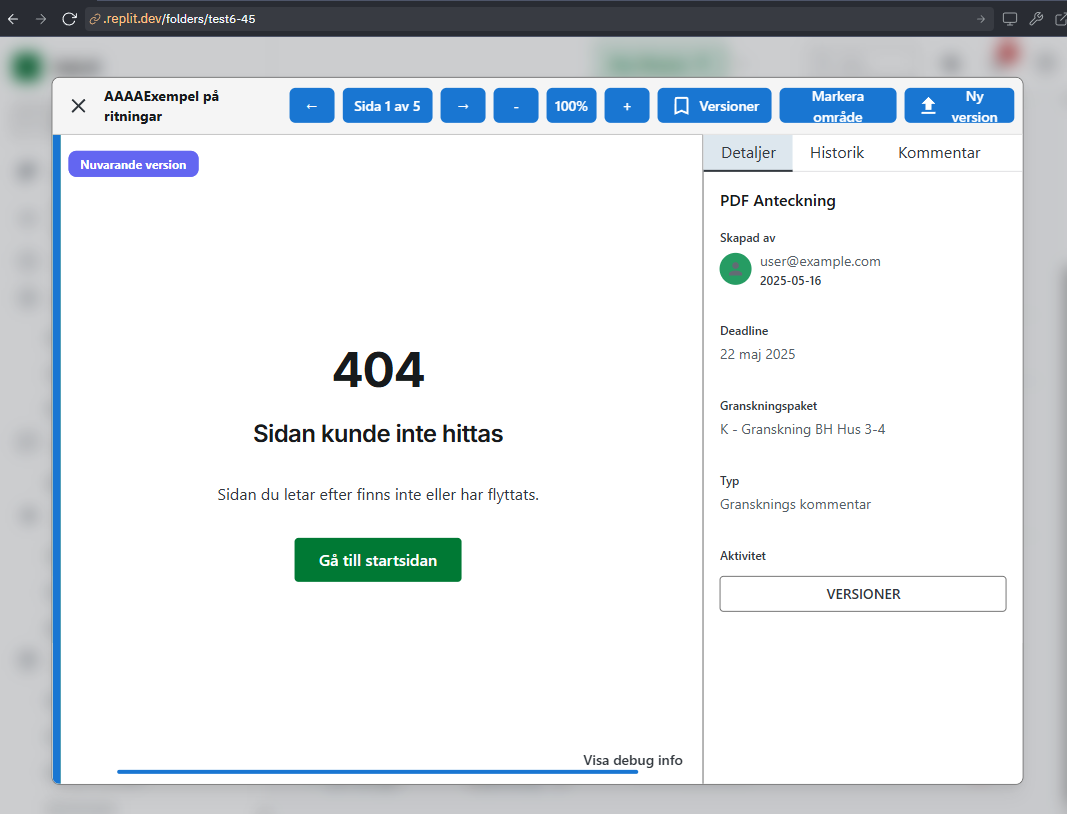 .replit.dev/folders/test6-45
AAAAExempel på
ritningar
←
Sida 1 av 5
→
-
100%
+
Versioner
Markera
område
Ny
version
Nuvarande version
404
Sidan kunde inte hittas
Sidan du letar efter finns inte eller har flyttats.
Gå till startsidan
Visa debug info
Detaljer
Historik
Kommentar
PDF Anteckning
Skapad av
user@example.com
2025-05-16
Deadline
22 maj 2025
Granskningspaket
K - Granskning BH Hus 3-4
Typ
Gransknings kommentar
Aktivitet
VERSIONER